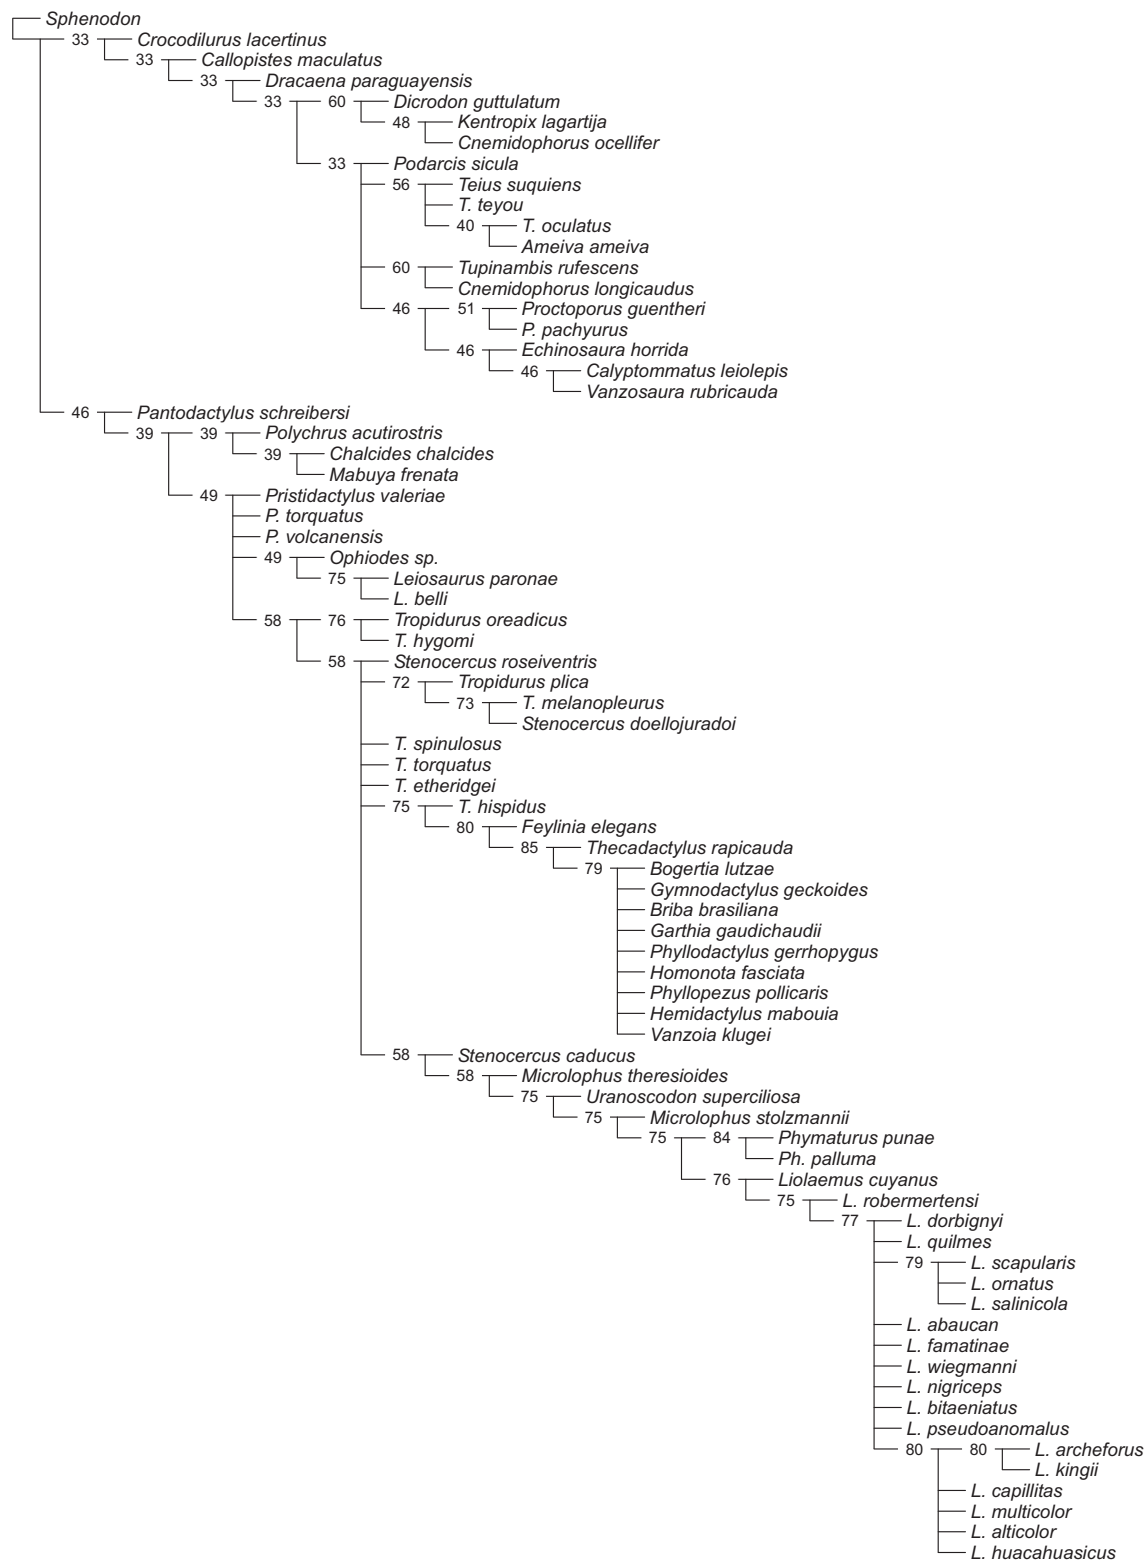 Sphenodon
33 Crocodilurus lacertinus
33 Callopistes maculatus
33 Dracaena paraguayensis
33 60 Dicrodon guttulatum
48 Kentropix lagartija
Cnemidophorus ocellifer
33 Podarcis sicula
56 Teius suquiens
T. teyou
40 T. oculatus
Ameiva ameiva
60 Tupinambis rufescens
Cnemidophorus longicaudus
46 51 Proctoporus guentheri
P. pachyurus
46 Echinosaura horrida
46 Calyptommatus leiolepis
Vanzosaura rubricauda
46 Pantodactylus schreibersi
39 39 Polychrus acutirostris
39 Chalcides chalcides
Mabuya frenata
49 Pristidactylus valeriae
P. torquatus
P. volcanensis
49 Ophiodes sp.
75 Leiosaurus paronae
L. belli
58 76 Tropidurus oreadicus
T. hygomi
58 Stenocercus roseiventris
72 Tropidurus plica
73 T. melanopleurus
Stenocercus doellojuradoi
T. spinulosus
T. torquatus
T. etheridgei
75 T. hispidus
80 Feylinia elegans
85 Thecadactylus rapicauda
79 Bogertia lutzae
Gymnodactylus geckoides
Briba brasiliana
Garthia gaudichaudii
Phyllodactylus gerrhopygus
Homonota fasciata
Phyllopezus pollicaris
Hemidactylus mabouia
Vanzoia klugei
58 Stenocercus caducus
58 Microlophus theresioides
75 Uranoscodon superciliosa
75 Microlophus stolzmannii
75 84 Phymaturus punae
Ph. palluma
76 Liolaemus cuyanus
75 L. robermertensi
77 L. dorbignyi
L. quilmes
79 L. scapularis
L. ornatus
L. salinicola
L. abaucan
L. famatinae
L. wiegmanni
L. nigriceps
L. bitaeniatus
L. pseudoanomalus
80 80 L. archeforus
L. kingii
L. capillitas
L. multicolor
L. alticolor
L. huacahuasicus